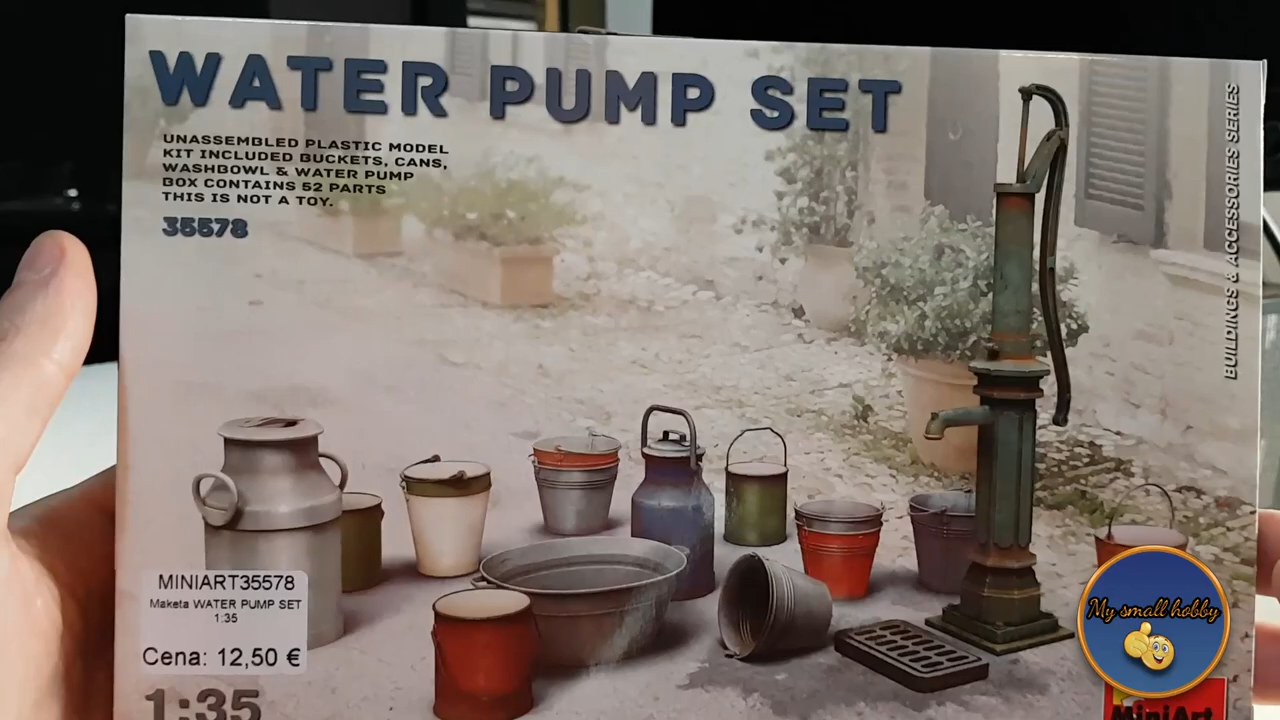 WATER PUMP SET
UNASSEMBLED PLASTIC MODEL
KIT INCLUDED BUCKETS, CANS,
WASHBOWL & WATER PUMP
BOX CONTAINS 52 PARTS
THIS IS NOT A TOY.
35578
BUILDINGS & ACCESSORIES SERIES
MINIART35578
Maketa WATER PUMP SET
1:35
Cena: 12,50 €
1:35
My small hobby
MiniArt